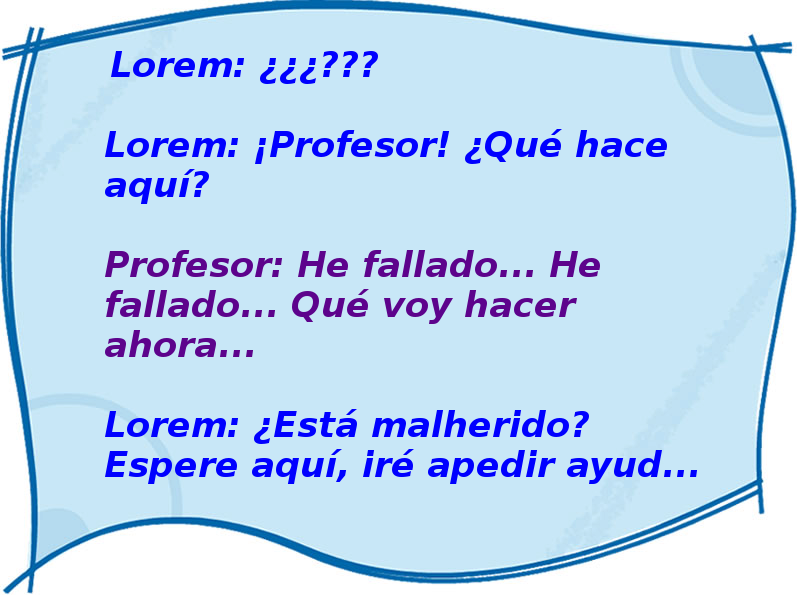 Lorem: ¿¿¿???
Lorem: ¡Profesor! ¿Qué hace
aquí?
Profesor: He fallado... He
fallado... Qué voy hacer
ahora...
Lorem: ¿Está malherido?
Espere aquí, iré apedir ayud...